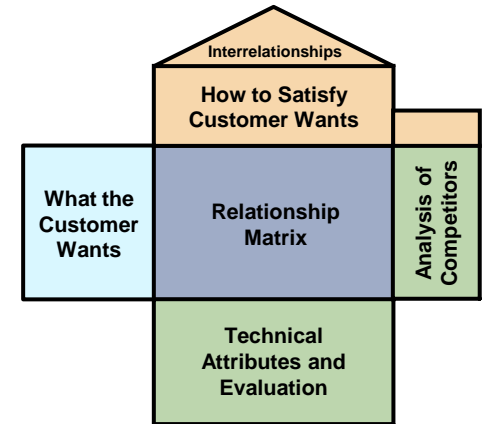 Interrelationships
How to Satisfy
Customer Wants
What the
Customer
Wants
Relationship
Matrix
Analysis of
Competitors
Technical
Attributes and
Evaluation